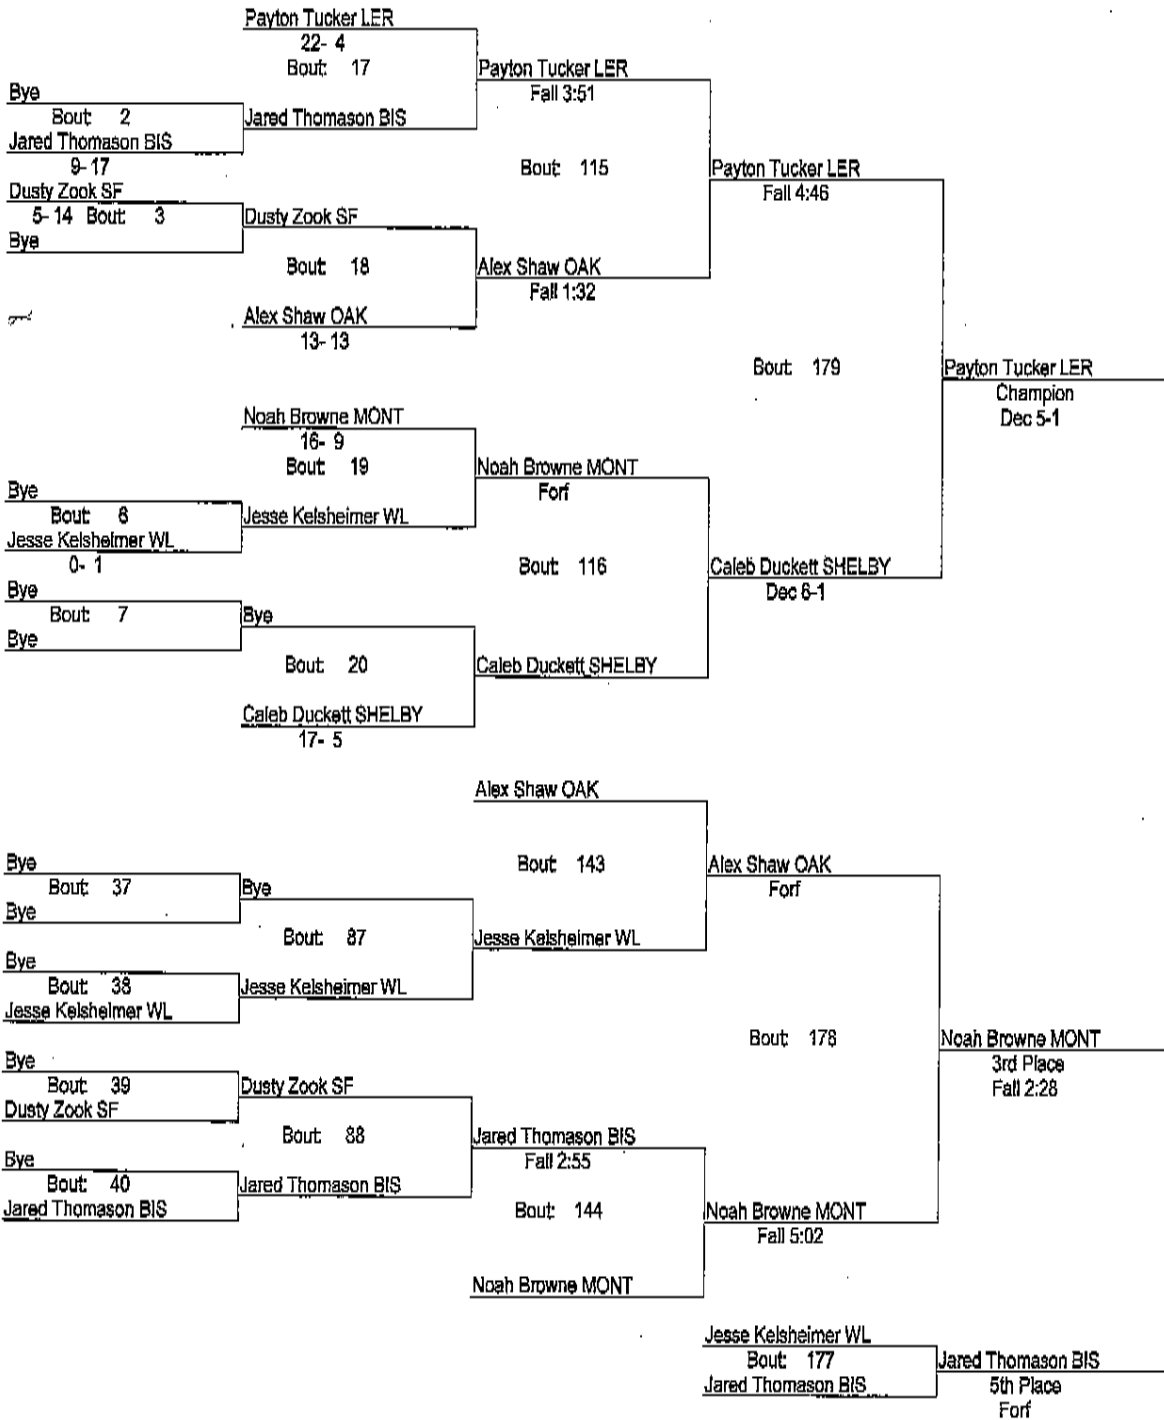 Payton Tucker LER
22- 4
Bout: 17
Payton Tucker LER
Fall 3:51
Bye
Bout: 2
Jared Thomason BIS
Jared Thomason BIS
9- 17
Bout: 115
Payton Tucker LER
Fall 4:46
Dusty Zook SF
5- 14 Bout: 3
Dusty Zook SF
Bye
Bout: 18
Alex Shaw OAK
Fall 1:32
Alex Shaw OAK
13- 13
Bout: 179
Payton Tucker LER
Champion
Dec 5-1
Noah Browne MONT
16- 9
Bout: 19
Noah Browne MONT
Forf
Bye
Bout: 6
Jesse Kelsheimer WL
Jesse Kelsheimer WL
0- 1
Bout: 116
Caleb Duckett SHELBY
Dec 6-1
Bye
Bout: 7
Bye
Bye
Bout: 20
Caleb Duckett SHELBY
Caleb Duckett SHELBY
17- 5
Alex Shaw OAK
Bout: 143
Alex Shaw OAK
Forf
Bye
Bout: 37
Bye
Bye
Bout: 87
Jesse Kelsheimer WL
Bye
Bout: 38
Jesse Kelsheimer WL
Jesse Kelsheimer WL
Bout: 178
Noah Browne MONT
3rd Place
Fall 2:28
Bye
Bout: 39
Dusty Zook SF
Dusty Zook SF
Bout: 88
Jared Thomason BIS
Fall 2:55
Bye
Bout: 40
Jared Thomason BIS
Jared Thomason BIS
Bout: 144
Noah Browne MONT
Fall 5:02
Noah Browne MONT
Jesse Kelsheimer WL
Bout: 177
Jared Thomason BIS
Jared Thomason BIS
5th Place
Forf